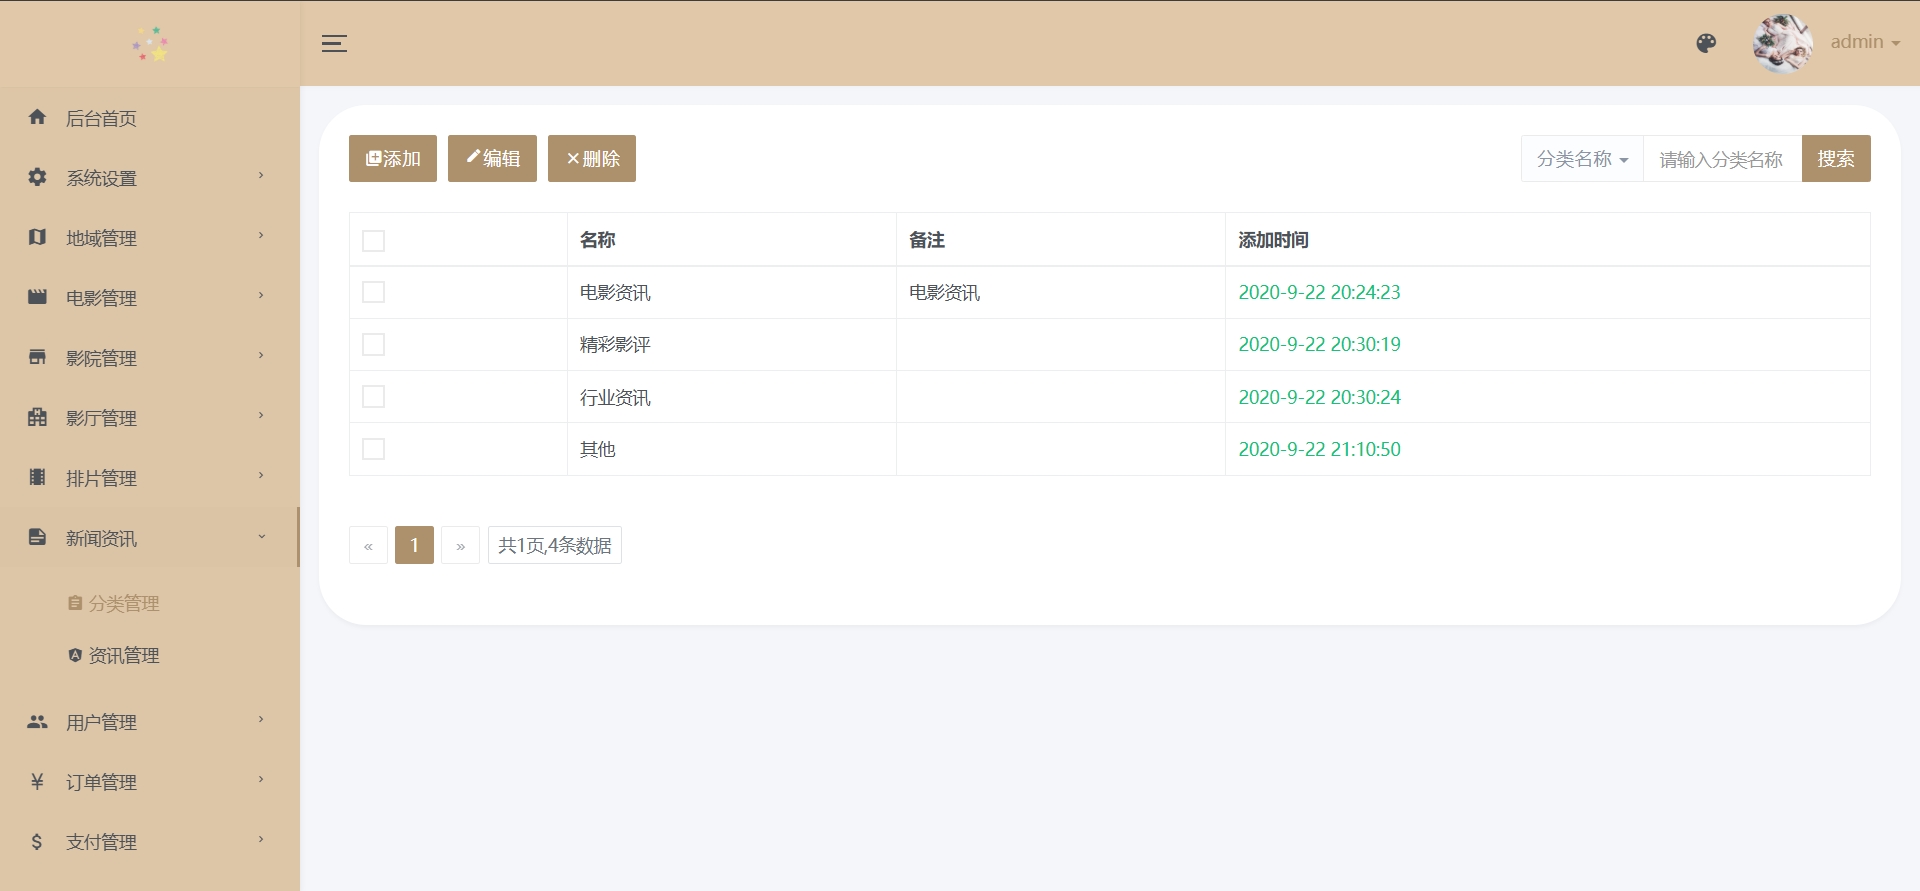 admin
后台首页
系统设置
地域管理
电影管理
影院管理
影厅管理
排片管理
新闻资讯
分类管理
资讯管理
用户管理
订单管理
支付管理
添加 编辑 删除 分类名称 请输入分类名称 搜索
名称 备注 添加时间
电影资讯 电影资讯 2020-9-22 20:24:23
精彩影评 2020-9-22 20:30:19
行业资讯 2020-9-22 20:30:24
其他 2020-9-22 21:10:50
« 1 » 共1页,4条数据